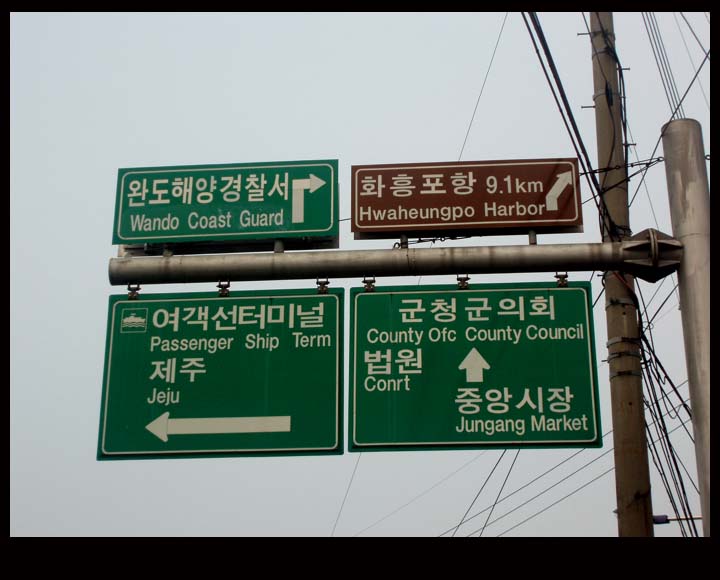 완도해양경찰서
Wando Coast Guard
화흥포항 9.1km
Hwaheungpo Harbor
여객선터미널
Passenger Ship Term
제주
Jeju
군청 군의회
County Ofc County Council
법원
Conrt
중앙시장
Jungang Market